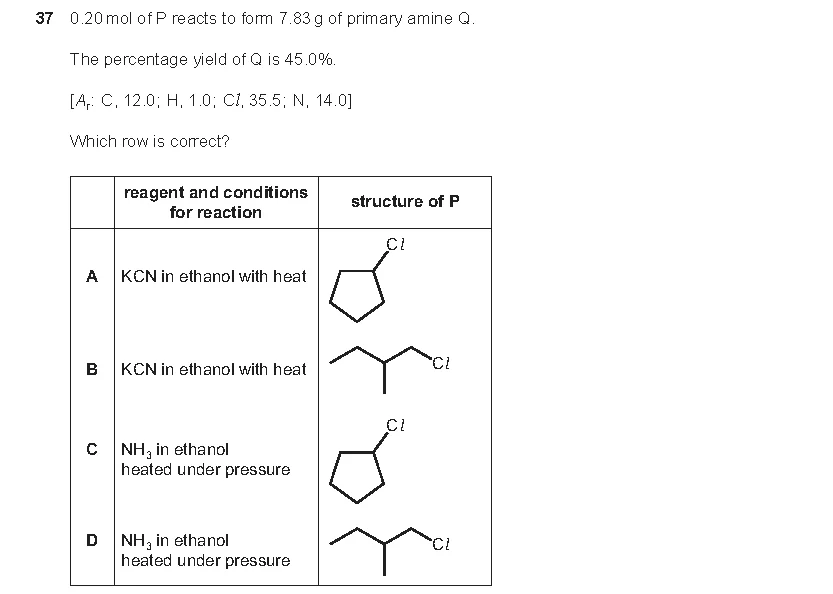 37 0.20 mol of P reacts to form 7.83 g of primary amine Q.
The percentage yield of Q is 45.0%.
[Ar: C, 12.0; H, 1.0; Cl, 35.5; N, 14.0]
Which row is correct?
reagent and conditions for reaction
structure of P
A KCN in ethanol with heat
Cl
B KCN in ethanol with heat
Cl
C NH3 in ethanol heated under pressure
Cl
D NH3 in ethanol heated under pressure
Cl